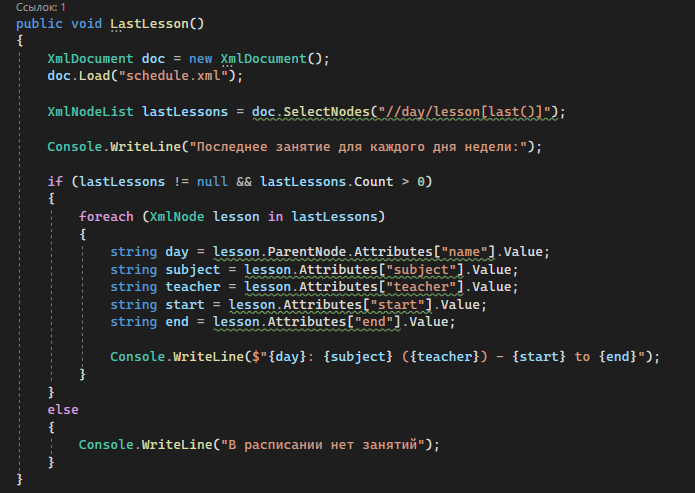 Ссылок: 1
public void LastLesson()
{
XmlDocument doc = new XmlDocument();
doc.Load("schedule.xml");
XmlNodeList lastLessons = doc.SelectNodes("//day/lesson[last()]");
Console.WriteLine("Последнее занятие для каждого дня недели:");
if (lastLessons != null && lastLessons.Count > 0)
{
foreach (XmlNode lesson in lastLessons)
{
string day = lesson.ParentNode.Attributes["name"].Value;
string subject = lesson.Attributes["subject"].Value;
string teacher = lesson.Attributes["teacher"].Value;
string start = lesson.Attributes["start"].Value;
string end = lesson.Attributes["end"].Value;
Console.WriteLine($"{day}: {subject} ({teacher}) - {start} to {end}");
}
}
else
{
Console.WriteLine("В расписании нет занятий");
}
}